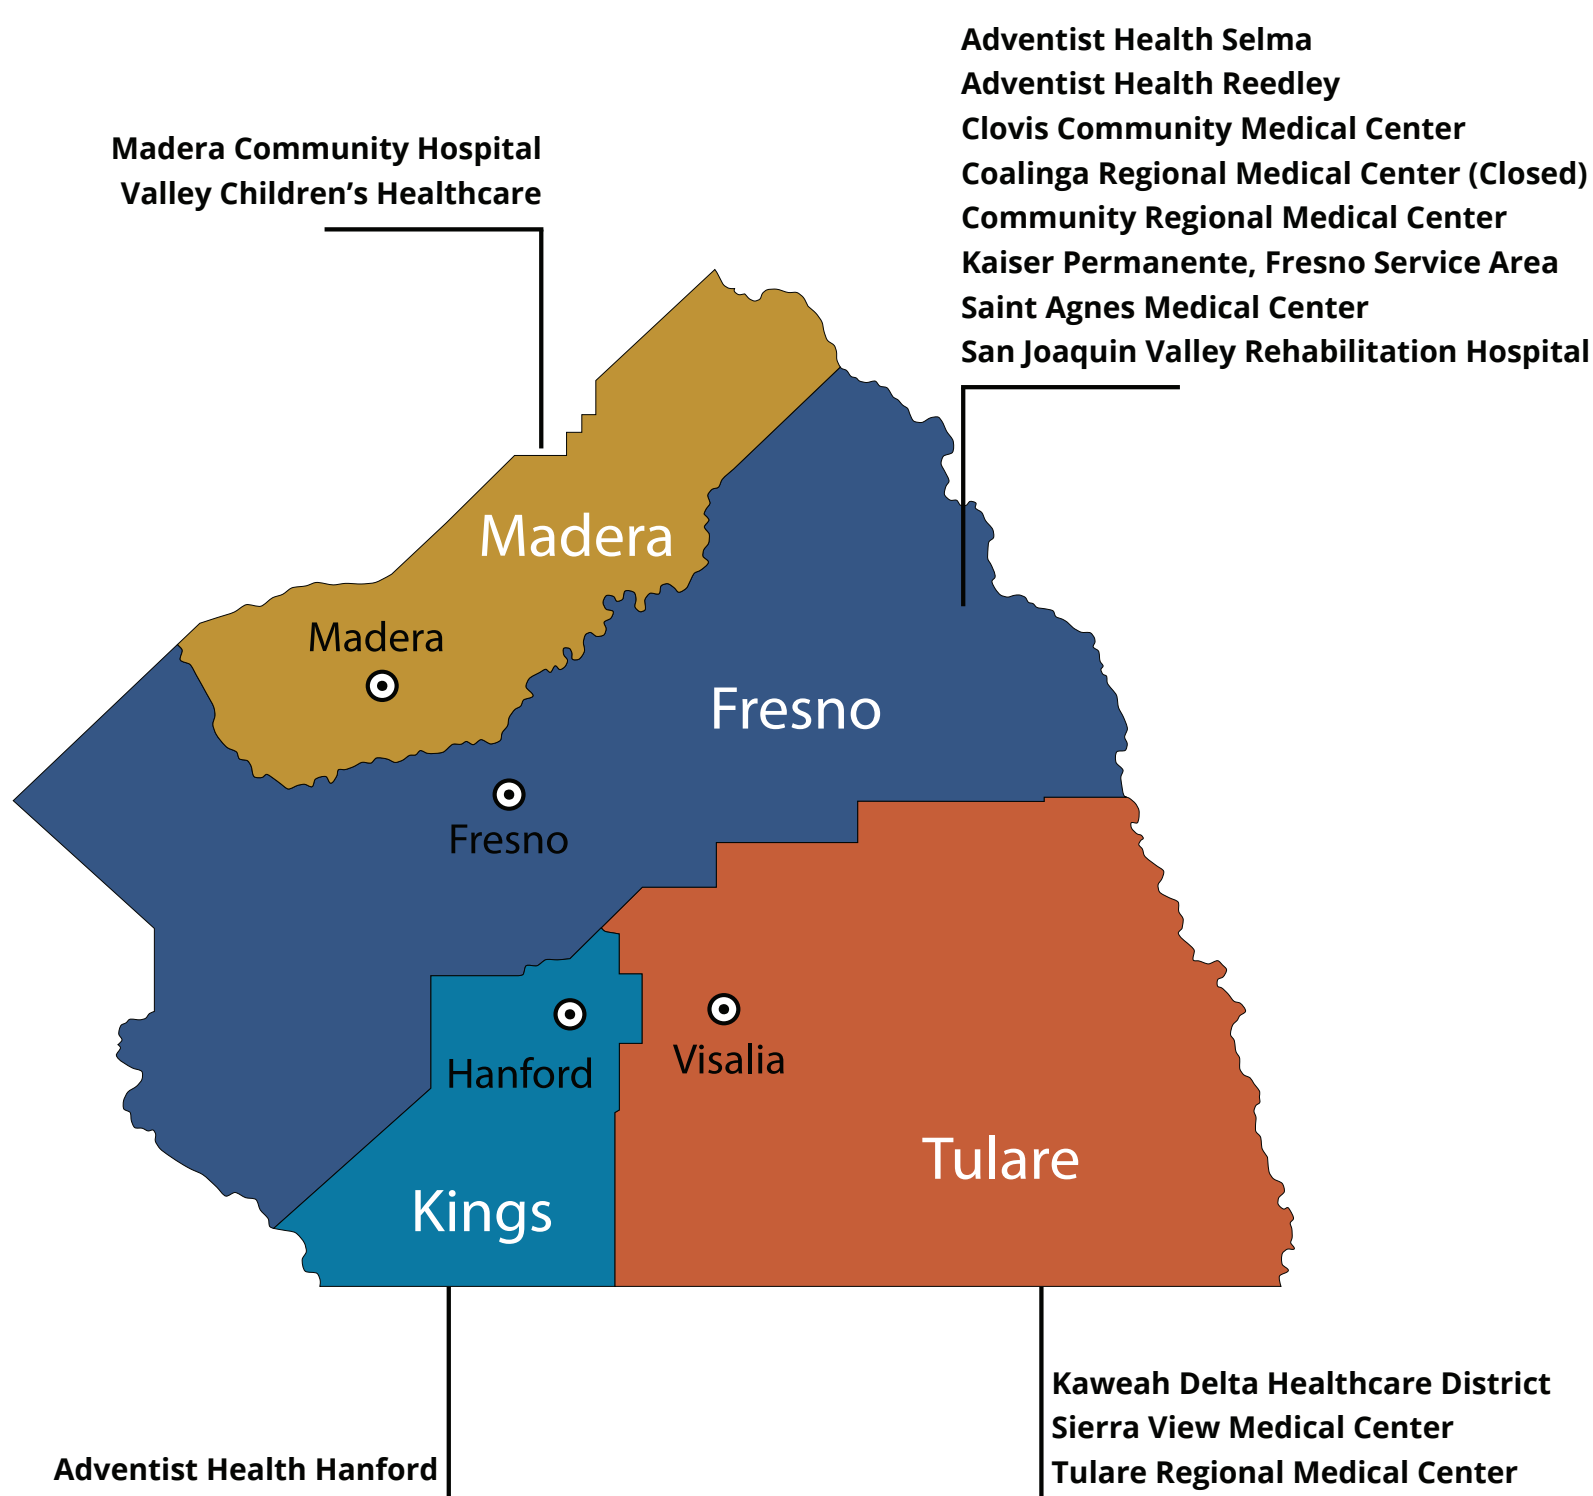 Adventist Health Selma
Adventist Health Reedley
Clovis Community Medical Center
Coalinga Regional Medical Center (Closed)
Community Regional Medical Center
Kaiser Permanente, Fresno Service Area
Saint Agnes Medical Center
San Joaquin Valley Rehabilitation Hospital
Madera Community Hospital
Valley Children’s Healthcare
Madera
Madera
Fresno
Fresno
Hanford
Visalia
Tulare
Kings
Kaweah Delta Healthcare District
Sierra View Medical Center
Tulare Regional Medical Center
Adventist Health Hanford